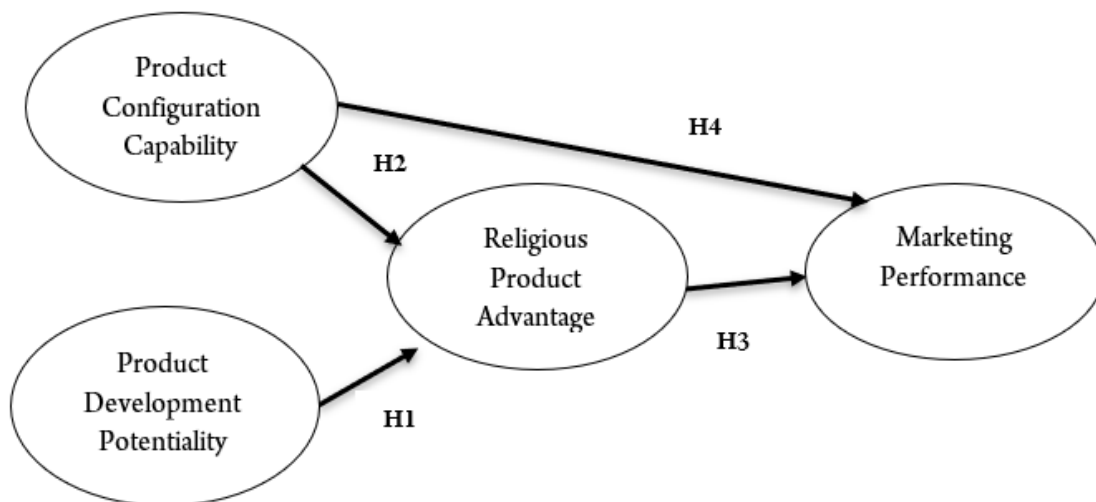 Product
Configuration
Capability
H4
H2
Religious
Product
Advantage
Marketing
Performance
H3
Product
Development
Potentiality
H1